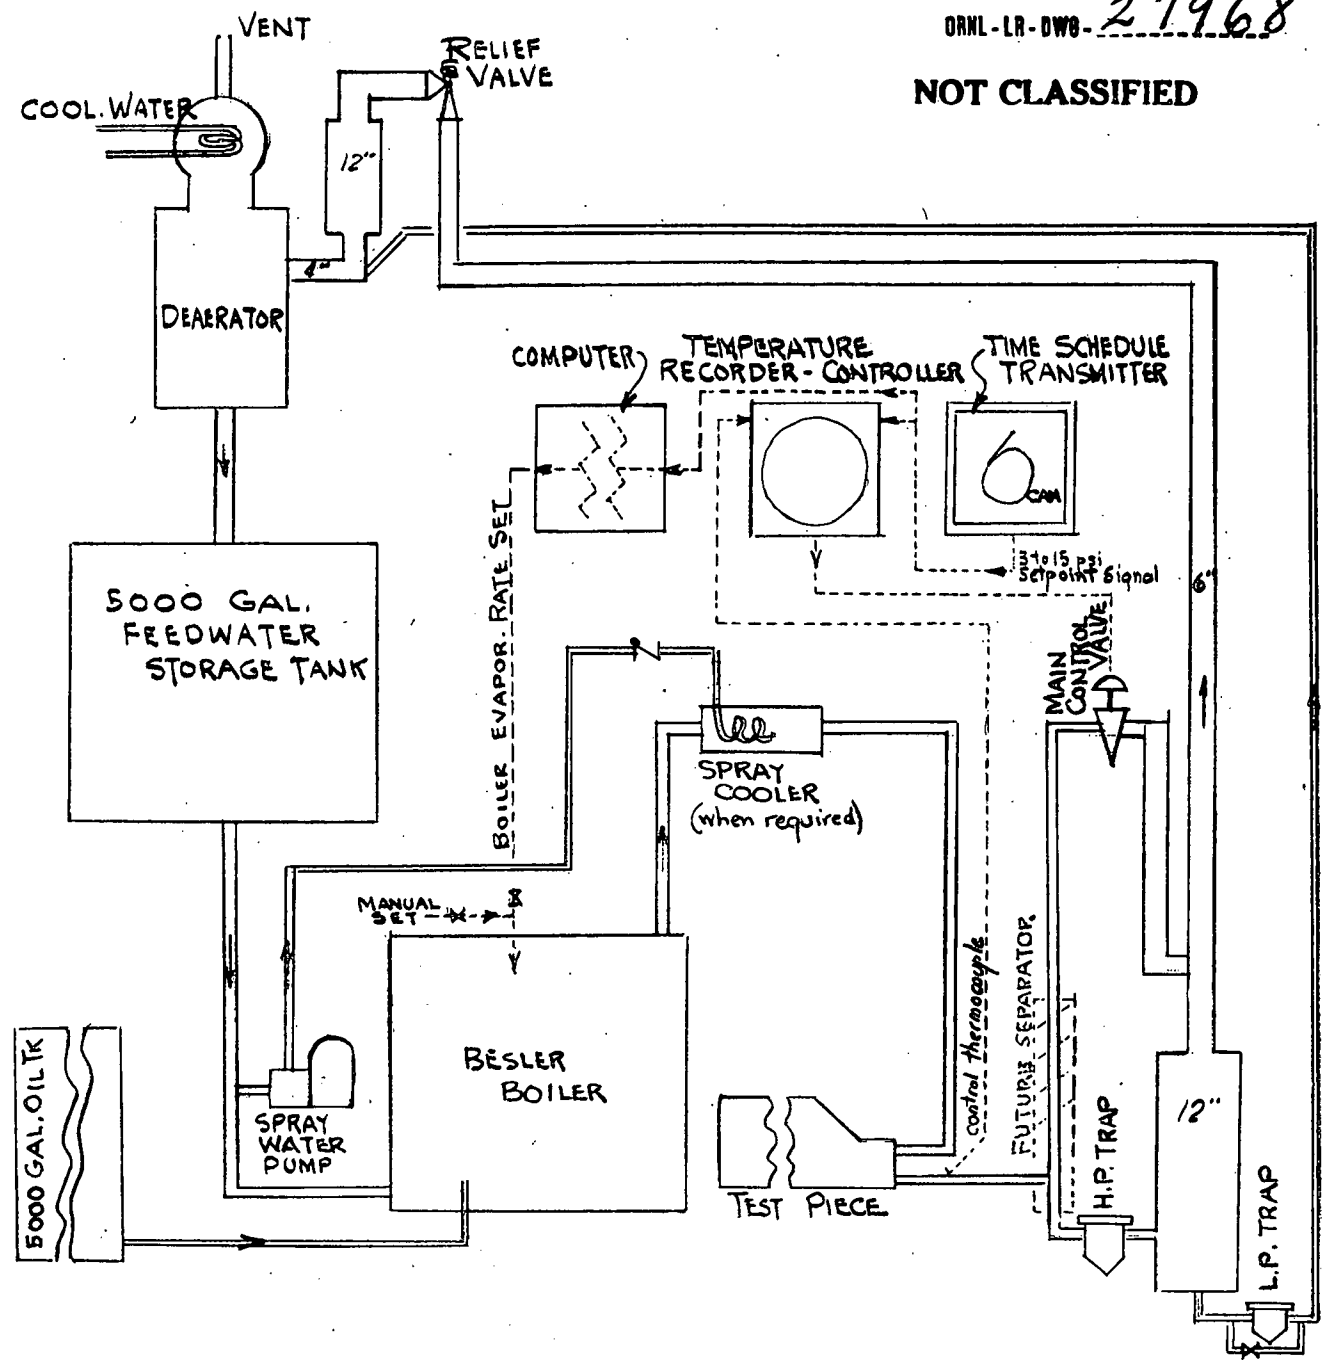 ORNL-LR-DWG- 27968
NOT CLASSIFIED
VENT
COOL. WATER
RELIEF
VALVE
12"
4"
DEAERATOR
COMPUTER
TEMPERATURE
RECORDER-CONTROLLER
TIME SCHEDULE
TRANSMITTER
CAM
3 to 15 psi
Setpoint Signal
6"
5000 GAL.
FEEDWATER
STORAGE TANK
BOILER EVAPOR. RATE SET
MAIN
CONTROL
VALVE
SPRAY
COOLER
(when required)
MANUAL
SET
control thermocouple
FUTURE SEPARATOR
5000 GAL. OIL TK
SPRAY
WATER
PUMP
BESLER
BOILER
TEST PIECE
H.P. TRAP
12"
L.P. TRAP